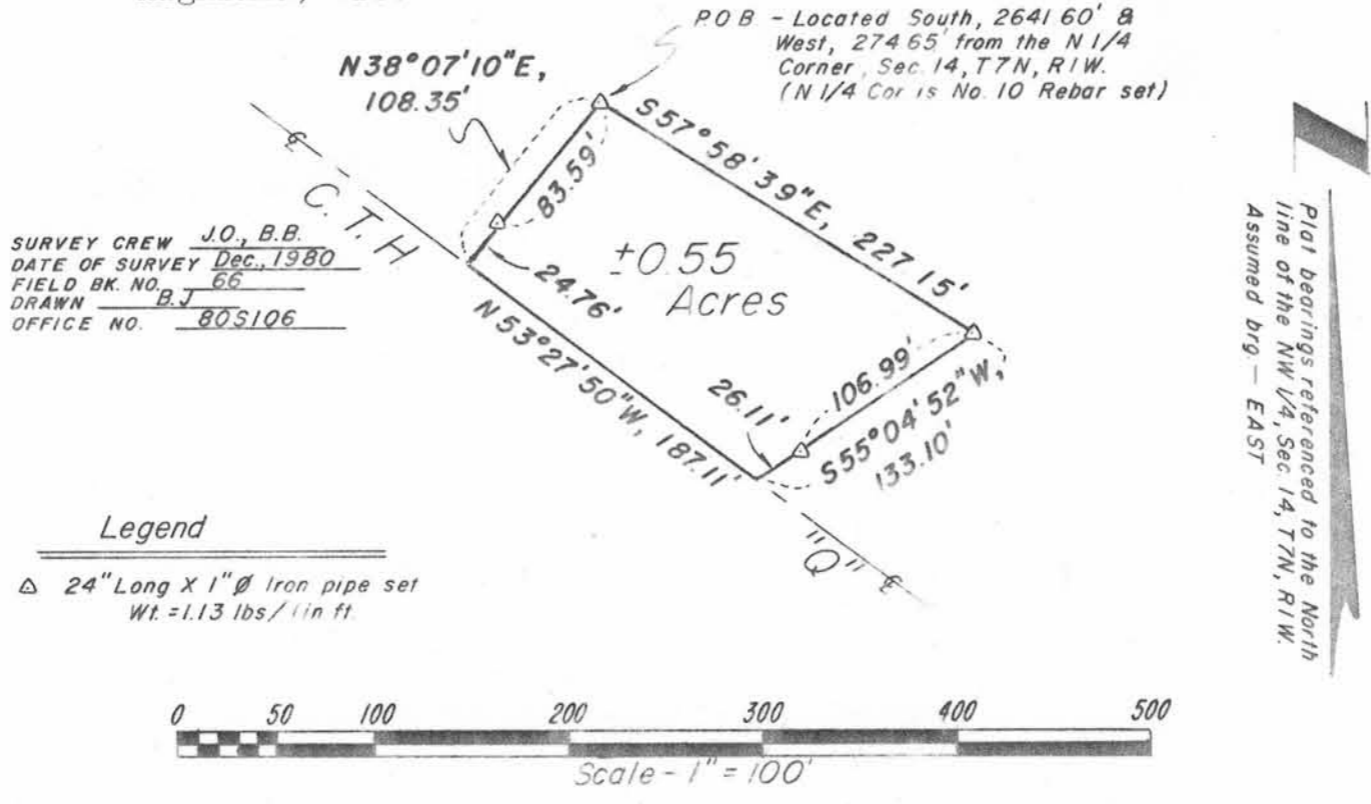 P.O.B - Located South, 2641.60' &
West, 274.65' from the N 1/4
Corner, Sec. 14, T7N, R1W.
(N 1/4 Cor is No. 10 Rebar set)
N38°07'10"E,
108.35'
S57°58'39"E, 227.15'
83.59'
℄
C. T. H
24.76'
±0.55
Acres
N53°27'50"W, 187.11'
26.11'
106.99'
S55°04'52"W,
133.10'
"Q"
℄
SURVEY CREW J.O., B.B.
DATE OF SURVEY Dec., 1980
FIELD BK. NO. 66
DRAWN B.J
OFFICE NO. 80S106
Plat bearings referenced to the North
line of the NW 1/4, Sec. 14, T7N, R1W.
Assumed brg — EAST
Legend
24" Long X 1" Ø Iron pipe set
Wt. = 1.13 lbs/lin ft.
0 50 100 200 300 400 500
Scale - 1" = 100'